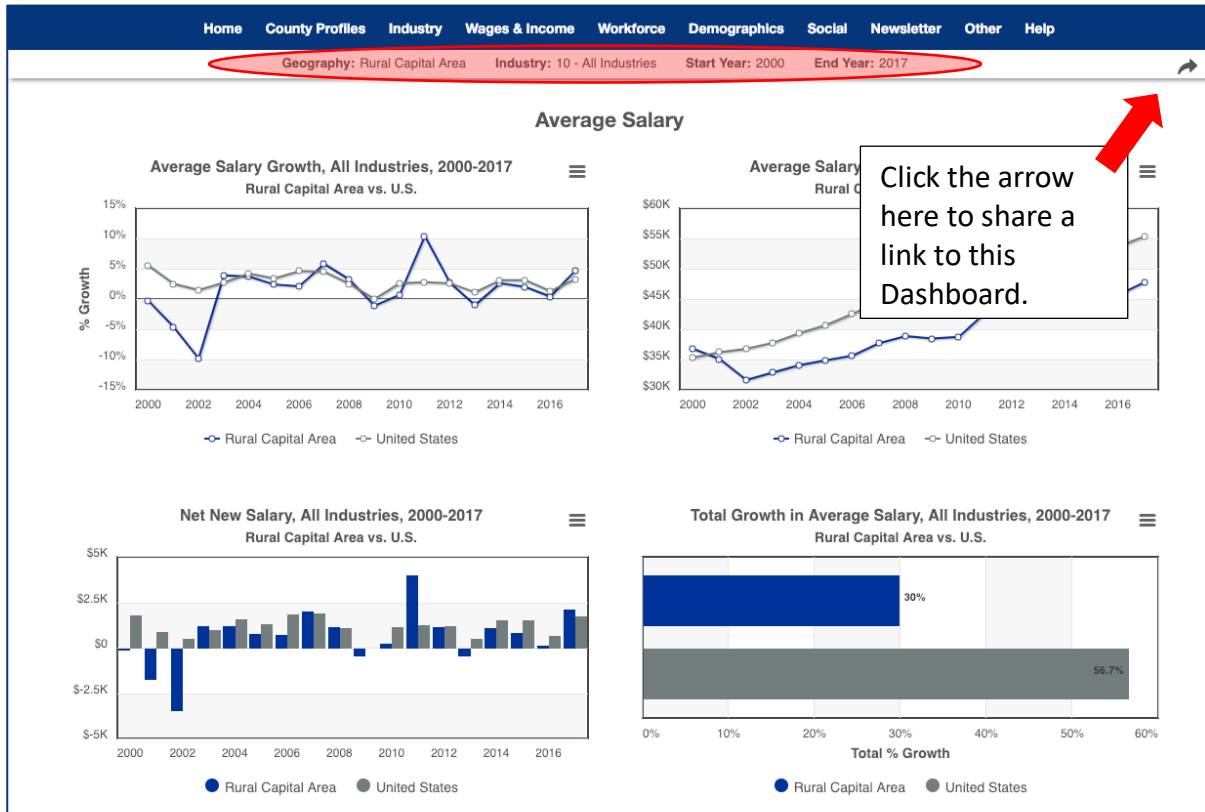 Home County Profiles Industry Wages & Income Workforce Demographics Social Newsletter Other Help
Geography: Rural Capital Area Industry: 10 - All Industries Start Year: 2000 End Year: 2017
Average Salary
Average Salary Growth, All Industries, 2000-2017
Rural Capital Area vs. U.S.
15%
10%
5%
0%
-5%
-10%
-15%
% Growth
2000 2002 2004 2006 2008 2010 2012 2014 2016
Rural Capital Area United States
Average Salary
Rural
$60K
$55K
$50K
$45K
$40K
$35K
$30K
2000 2002 2004 2006 2008 2010 2012 2014 2016
Rural Capital Area United States
Click the arrow
here to share a
link to this
Dashboard.
Net New Salary, All Industries, 2000-2017
Rural Capital Area vs. U.S.
$5K
$2.5K
$0
$-2.5K
$-5K
2000 2002 2004 2006 2008 2010 2012 2014 2016
Rural Capital Area United States
Total Growth in Average Salary, All Industries, 2000-2017
Rural Capital Area vs. U.S.
30%
56.7%
0% 10% 20% 30% 40% 50% 60%
Total % Growth
Rural Capital Area United States